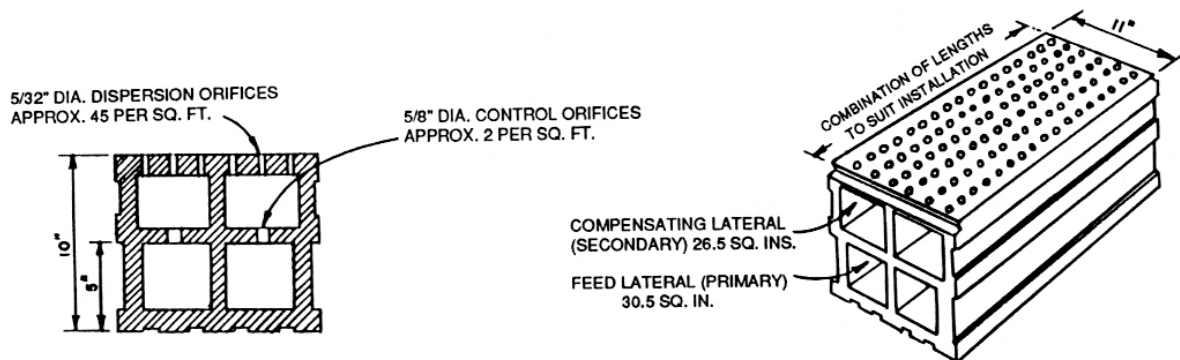 5/32" DIA. DISPERSION ORIFICES
APPROX. 45 PER SQ. FT.
5/8" DIA. CONTROL ORIFICES
APPROX. 2 PER SQ. FT.
10"
5"
COMBINATION OF LENGTHS
TO SUIT INSTALLATION
11"
COMPENSATING LATERAL
(SECONDARY) 26.5 SQ. INS.
FEED LATERAL (PRIMARY)
30.5 SQ. IN.